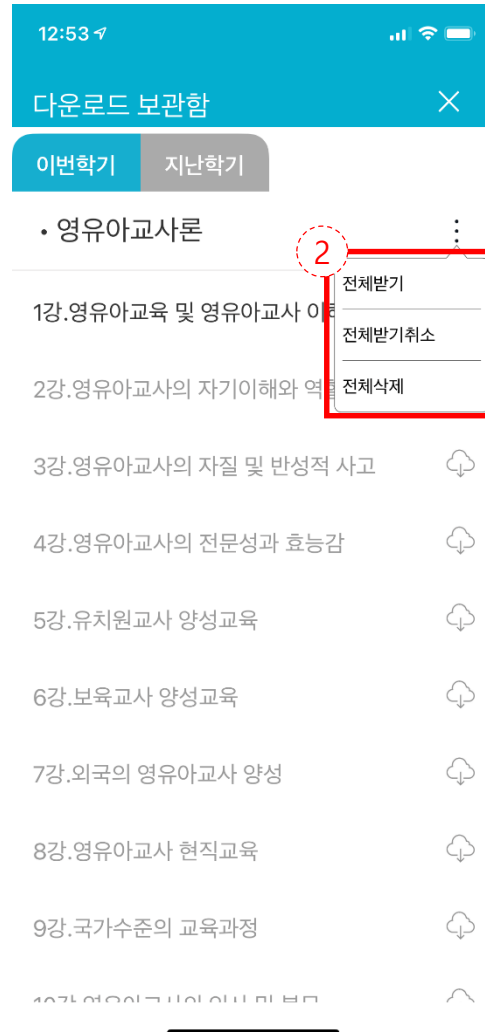 12:53
다운로드 보관함
이번학기 지난학기
• 영유아교사론
2
전체받기
1강.영유아교육 및 영유아교사
전체받기취소
2강.영유아교사의 자기이해와
전체삭제
3강.영유아교사의 자질 및 반성적 사고
4강.영유아교사의 전문성과 효능감
5강.유치원교사 양성교육
6강.보육교사 양성교육
7강.외국의 영유아교사 양성
8강.영유아교사 현직교육
9강.국가수준의 교육과정